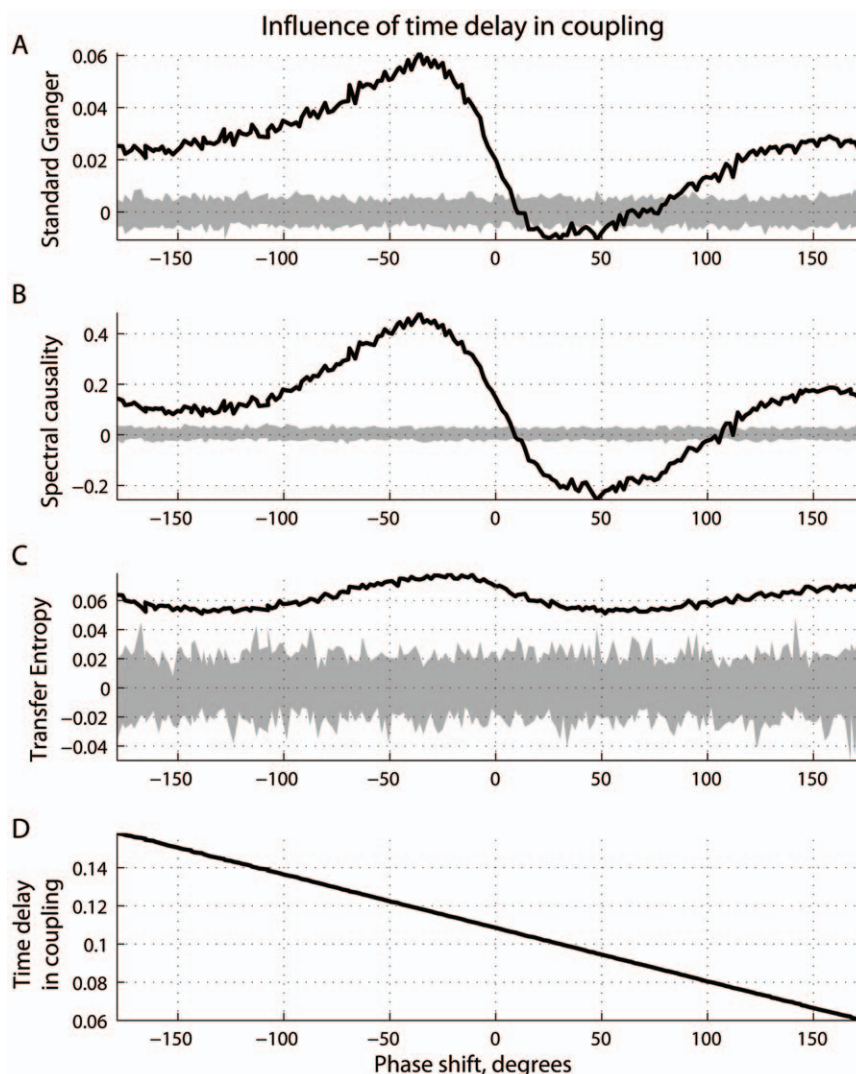 Influence of time delay in coupling
A
Standard Granger
0.06
0.04
0.02
0
−150 −100 −50 0 50 100 150
B
Spectral causality
0.4
0.2
0
−0.2
−150 −100 −50 0 50 100 150
C
Transfer Entropy
0.06
0.04
0.02
0
−0.02
−0.04
−150 −100 −50 0 50 100 150
D
Time delay
in coupling
0.14
0.12
0.1
0.08
0.06
−150 −100 −50 0 50 100 150
Phase shift, degrees